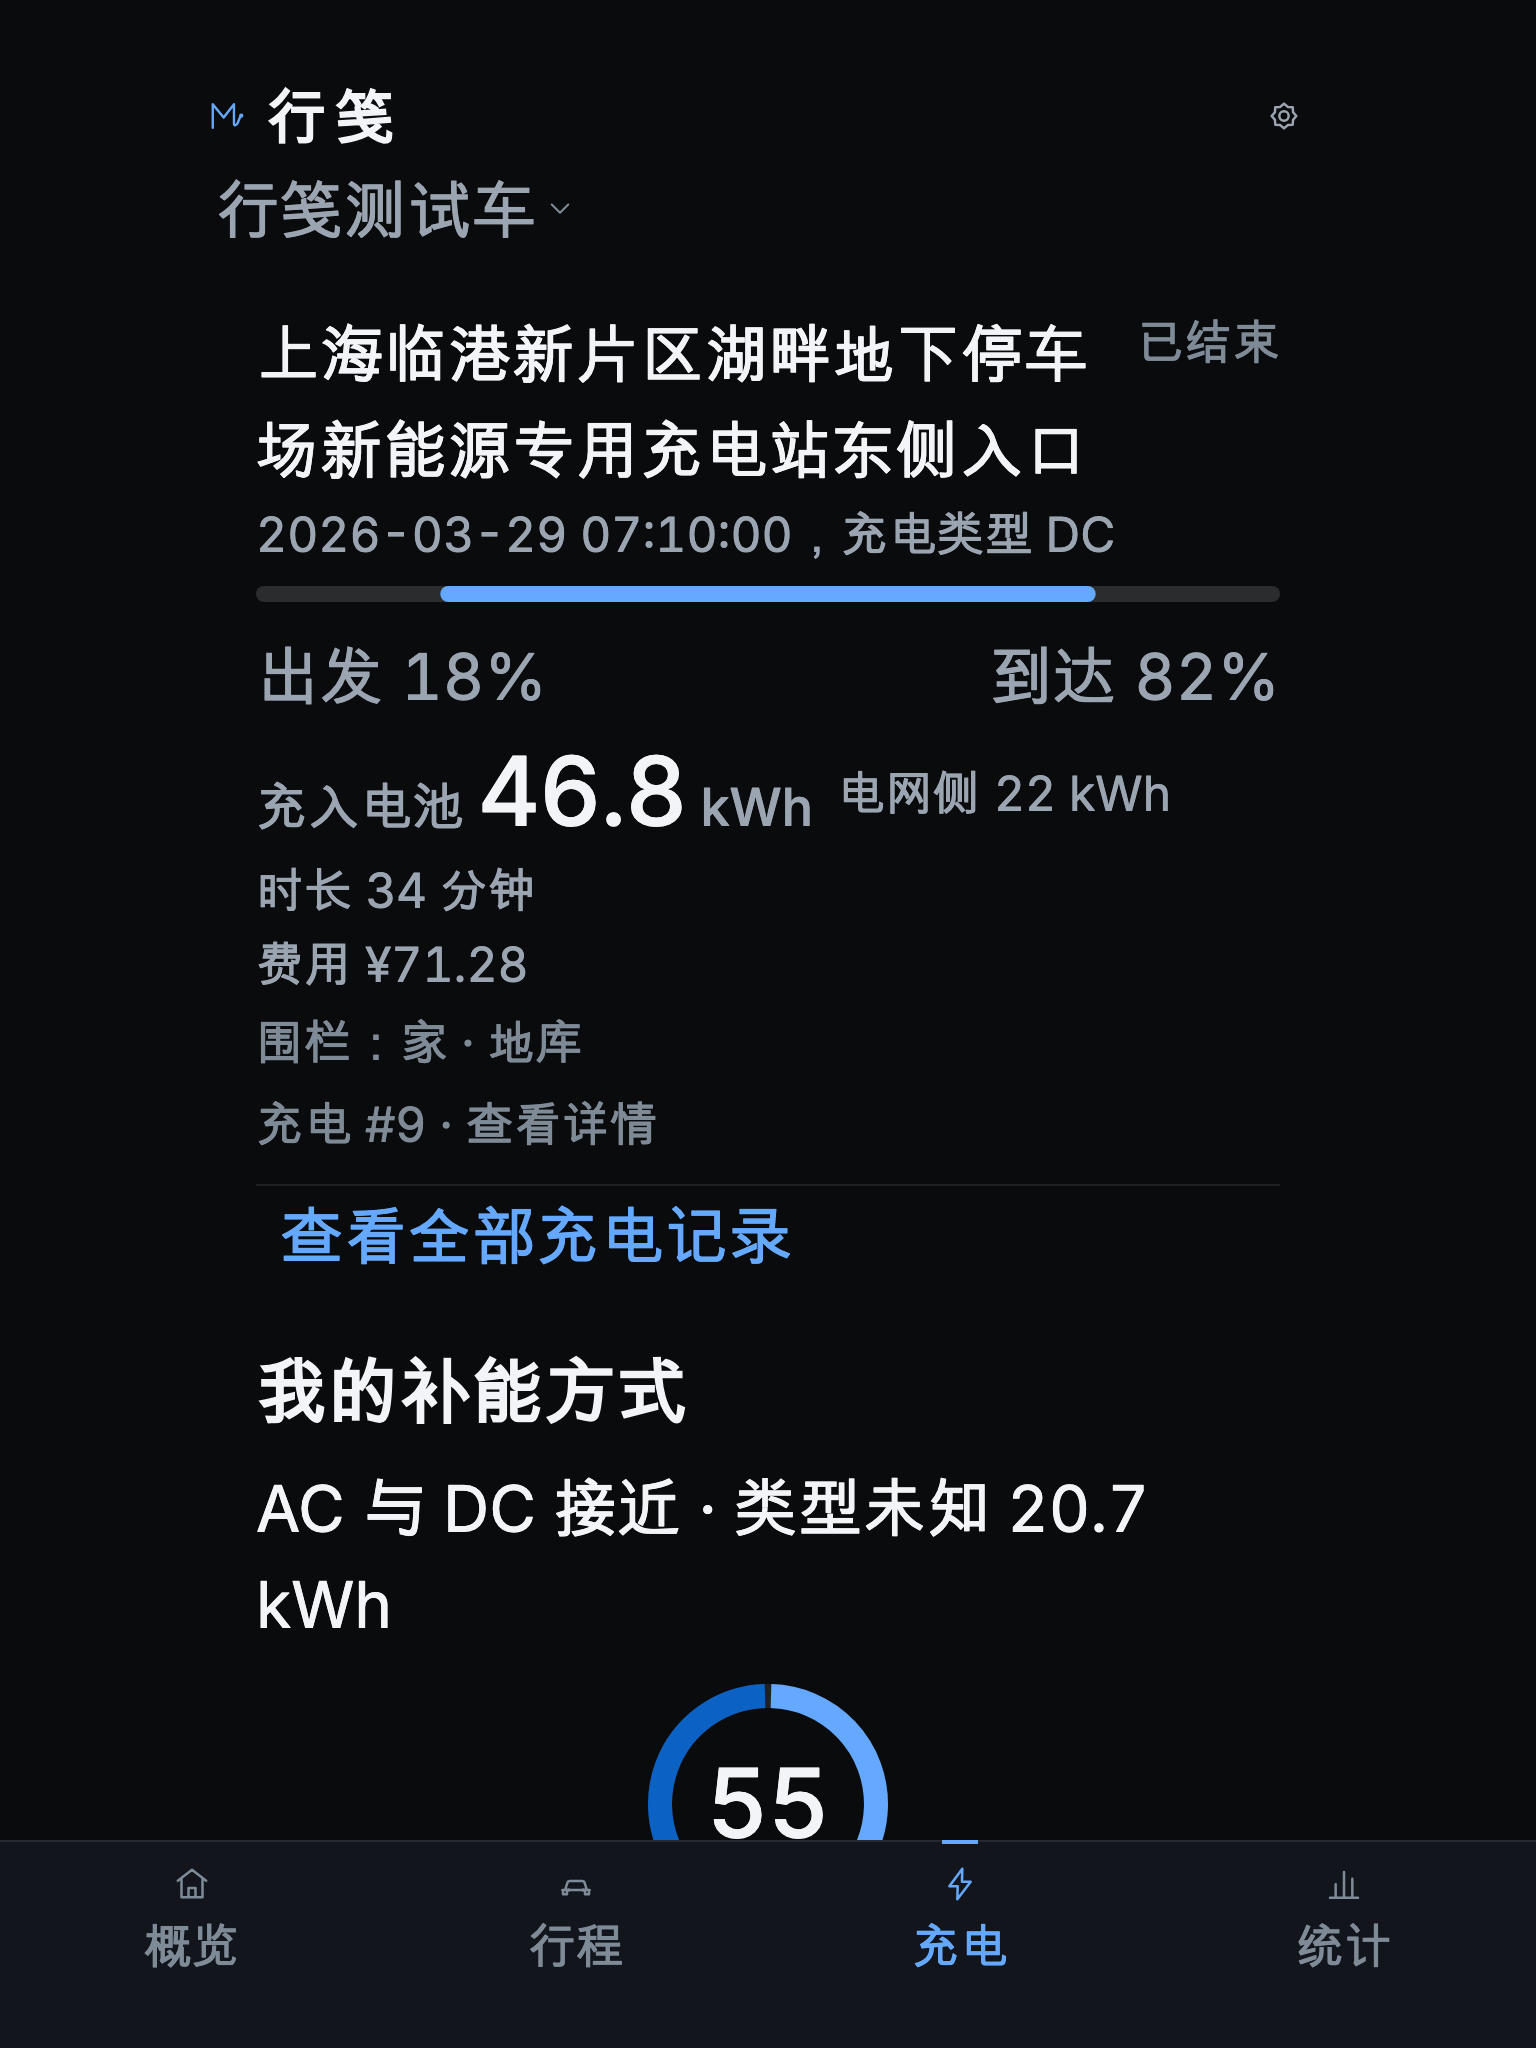 行笺
行笺测试车
上海临港新片区湖畔地下停车 已结束
场新能源专用充电站东侧入口
2026-03-29 07:10:00，充电类型 DC
出发 18% 到达 82%
充入电池 46.8 kWh 电网侧 22 kWh
时长 34 分钟
费用 ¥71.28
围栏：家 · 地库
充电 #9 · 查看详情
查看全部充电记录
我的补能方式
AC 与 DC 接近 · 类型未知 20.7
kWh
55
概览 行程 充电 统计